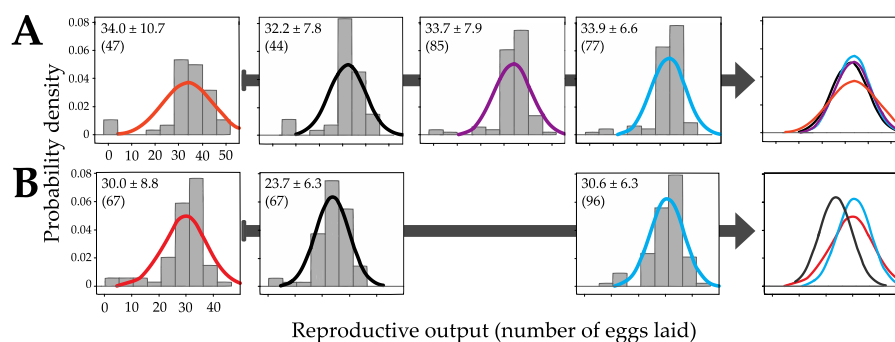 A
Probability density
0.08
0.06
0.04
0.02
0
34.0 ± 10.7
(47)
0 10 20 30 40 50
32.2 ± 7.8
(44)
33.7 ± 7.9
(85)
33.9 ± 6.6
(77)
B
0.08
0.06
0.04
0.02
0
30.0 ± 8.8
(67)
0 10 20 30 40
23.7 ± 6.3
(67)
30.6 ± 6.3
(96)
Reproductive output (number of eggs laid)